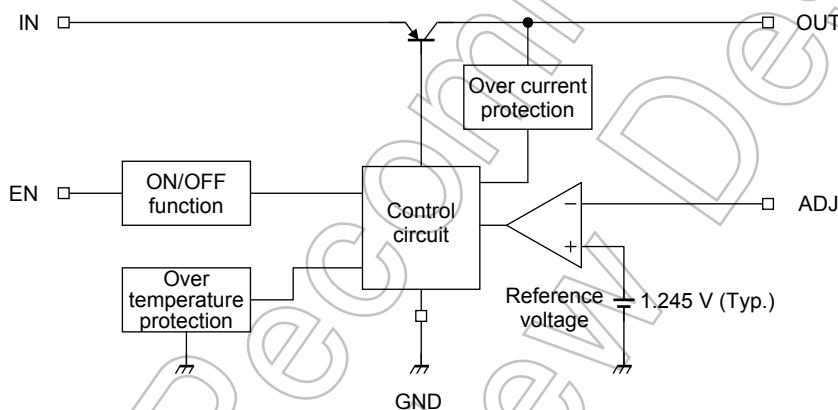 IN
OUT
Over current
protection
EN
ON/OFF
function
Control
circuit
−
+
ADJ
Over
temperature
protection
Reference
voltage
1.245 V (Typ.)
GND